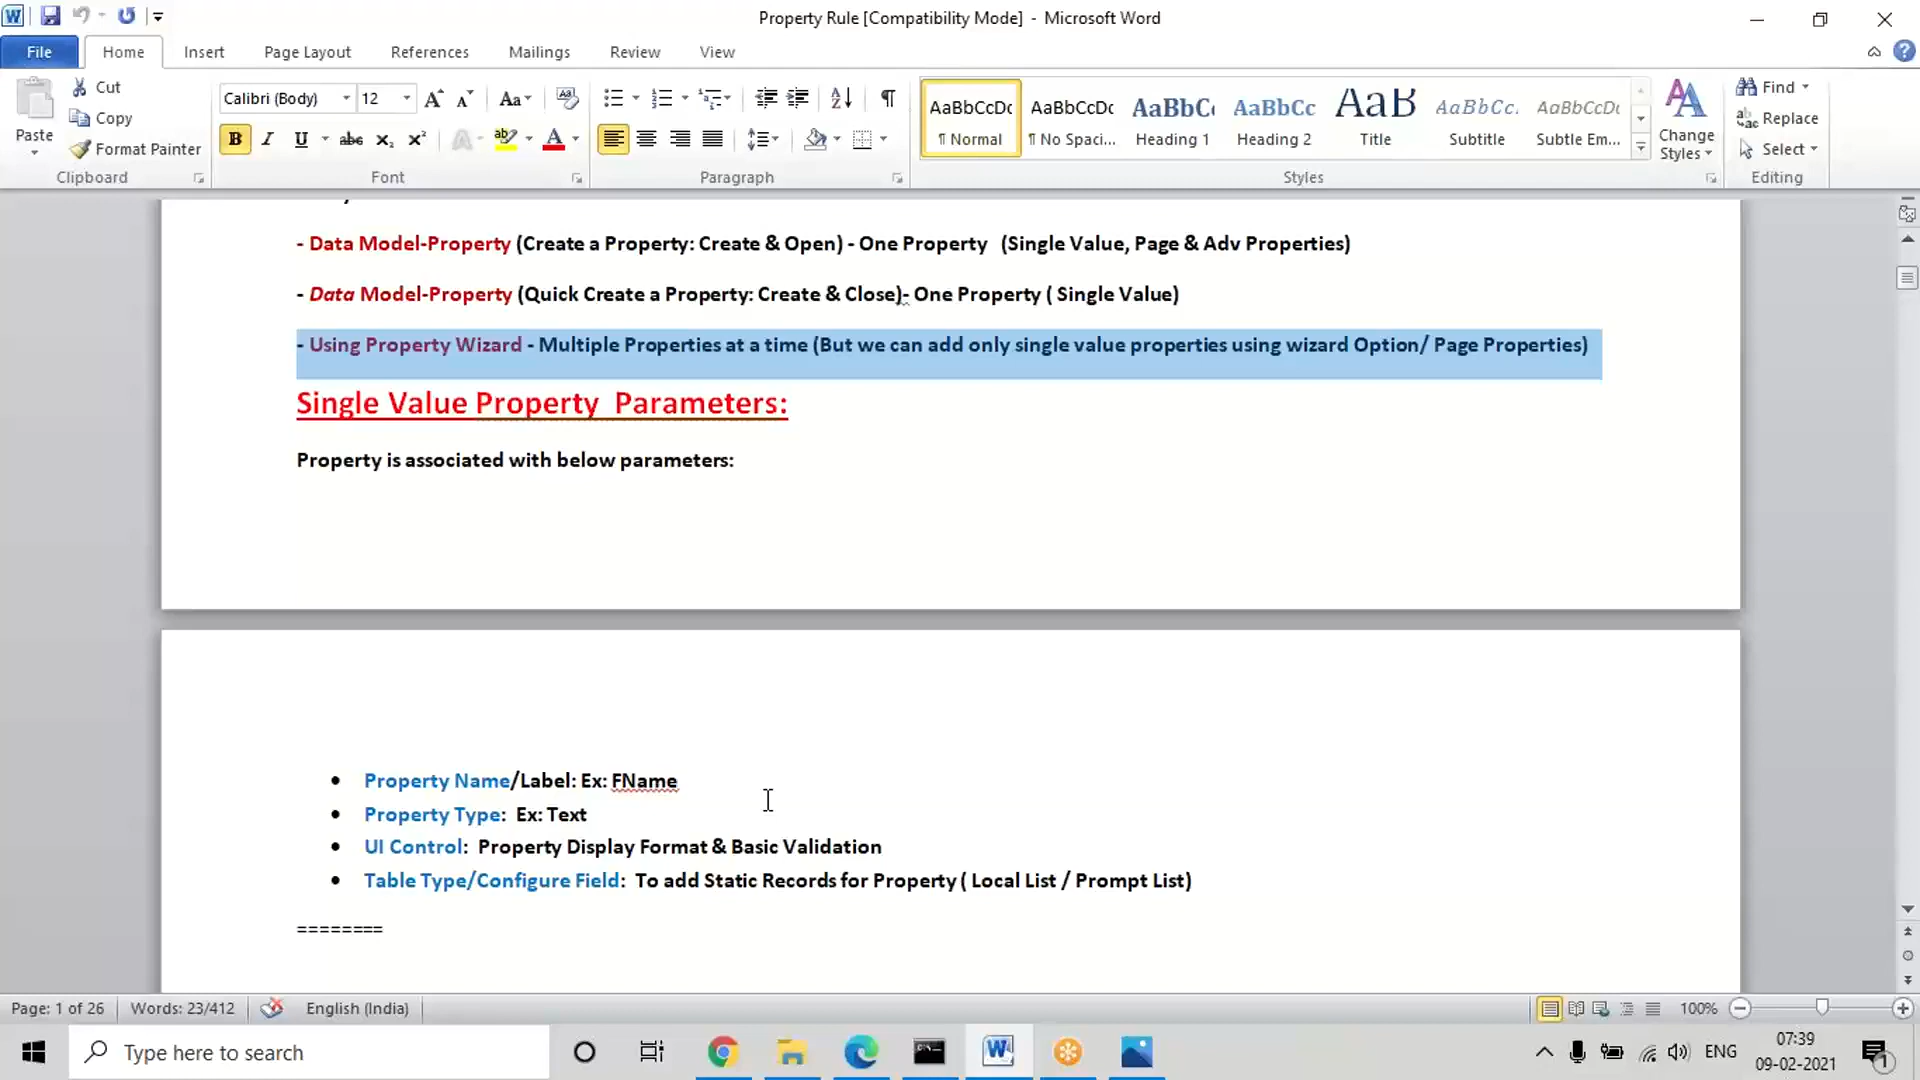 Property Rule [Compatibility Mode] - Microsoft Word
File Home Insert Page Layout References Mailings Review View
Cut
Copy
Format Painter
Paste
Clipboard
Calibri (Body) 12
Font
Paragraph
AaBbCcDc AaBbCcDc AaBbC AaBbCc AaB AaBbCc. AaBbCcDc
¶ Normal ¶ No Spaci... Heading 1 Heading 2 Title Subtitle Subtle Em...
Change Styles
Styles
Find
Replace
Select
Editing
- Data Model-Property (Create a Property: Create & Open) - One Property (Single Value, Page & Adv Properties)
- Data Model-Property (Quick Create a Property: Create & Close)- One Property ( Single Value)
- Using Property Wizard - Multiple Properties at a time (But we can add only single value properties using wizard Option/ Page Properties)
Single Value Property Parameters:
Property is associated with below parameters:
• Property Name/Label: Ex: FName
• Property Type: Ex: Text
• UI Control: Property Display Format & Basic Validation
• Table Type/Configure Field: To add Static Records for Property ( Local List / Prompt List)
========
Page: 1 of 26 Words: 23/412 English (India) 100%
Type here to search
ENG
07:39
09-02-2021
1